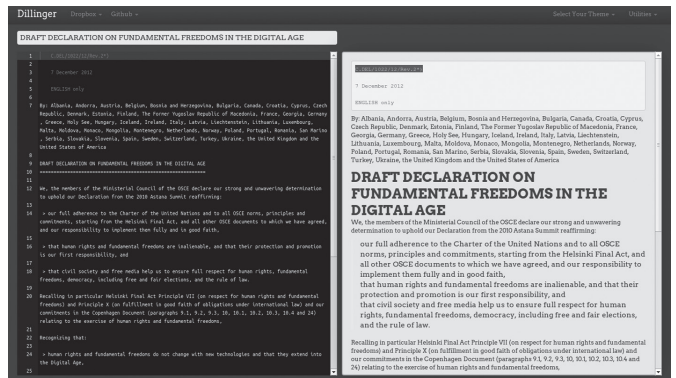 Dillinger Dropbox Github Select Your Theme Utilities
DRAFT DECLARATION ON FUNDAMENTAL FREEDOMS IN THE DIGITAL AGE
1
2
3 7 December 2012
4
5 ENGLISH only
6
7 By: Albania, Andorra, Austria, Belgium, Bosnia and Herzegovina, Bulgaria, Canada, Croatia, Cyprus, Czech
Republic, Denmark, Estonia, Finland, The Former Yugoslav Republic of Macedonia, France, Georgia, Germany
, Greece, Holy See, Hungary, Iceland, Ireland, Italy, Latvia, Liechtenstein, Lithuania, Luxembourg,
Malta, Moldova, Monaco, Mongolia, Montenegro, Netherlands, Norway, Poland, Portugal, Romania, San Marino
, Serbia, Slovakia, Slovenia, Spain, Sweden, Switzerland, Turkey, Ukraine, the United Kingdom and the
United States of America
8
9 DRAFT DECLARATION ON FUNDAMENTAL FREEDOMS IN THE DIGITAL AGE
10
11
12 We, the members of the Ministerial Council of the OSCE declare our strong and unwavering determination
to uphold our Declaration from the 2010 Astana Summit reaffirming:
13
14 + our full adherence to the Charter of the United Nations and to all OSCE norms, principles and
commitments, starting from the Helsinki Final Act, and all other OSCE documents to which we have agreed,
and our responsibility to implement them fully and in good faith,
15
16 + that human rights and fundamental freedoms are inalienable, and that their protection and promotion
is our first responsibility, and
17
18 + that civil society and free media help us to ensure full respect for human rights, fundamental
freedoms, democracy, including free and fair elections, and the rule of law.
19
20 Recalling in particular Helsinki Final Act Principle VII (on respect for human rights and fundamental
freedoms) and Principle X (on fulfillment in good faith of obligations under international law) and our
commitments in the Copenhagen Document (paragraphs 9.1, 9.2, 9.3, 10, 10.1, 10.2, 10.3, 10.4 and 24)
relating to the exercise of human rights and fundamental freedoms,
21
22 Recognizing that:
23
24 + human rights and fundamental freedoms do not change with new technologies and that they extend into
the Digital Age,
25
7 December 2012
ENGLISH only
By: Albania, Andorra, Austria, Belgium, Bosnia and Herzegovina, Bulgaria, Canada, Croatia, Cyprus,
Czech Republic, Denmark, Estonia, Finland, The Former Yugoslav Republic of Macedonia, France,
Georgia, Germany, Greece, Holy See, Hungary, Iceland, Ireland, Italy, Latvia, Liechtenstein,
Lithuania, Luxembourg, Malta, Moldova, Monaco, Mongolia, Montenegro, Netherlands, Norway,
Poland, Portugal, Romania, San Marino, Serbia, Slovakia, Slovenia, Spain, Sweden, Switzerland,
Turkey, Ukraine, the United Kingdom and the United States of America
DRAFT DECLARATION ON
FUNDAMENTAL FREEDOMS IN THE
DIGITAL AGE
We, the members of the Ministerial Council of the OSCE declare our strong and unwavering
determination to uphold our Declaration from the 2010 Astana Summit reaffirming:
our full adherence to the Charter of the United Nations and to all OSCE
norms, principles and commitments, starting from the Helsinki Final Act, and
all other OSCE documents to which we have agreed, and our responsibility to
implement them fully and in good faith,
that human rights and fundamental freedoms are inalienable, and that their
protection and promotion is our first responsibility, and
that civil society and free media help us to ensure full respect for human
rights, fundamental freedoms, democracy, including free and fair elections,
and the rule of law.
Recalling in particular Helsinki Final Act Principle VII (on respect for human rights and fundamental
freedoms) and Principle X (on fulfillment in good faith of obligations under international law) and
our commitments in the Copenhagen Document (paragraphs 9.1, 9.2, 9.3, 10, 10.1, 10.2, 10.3, 10.4 and
24) relating to the exercise of human rights and fundamental freedoms,